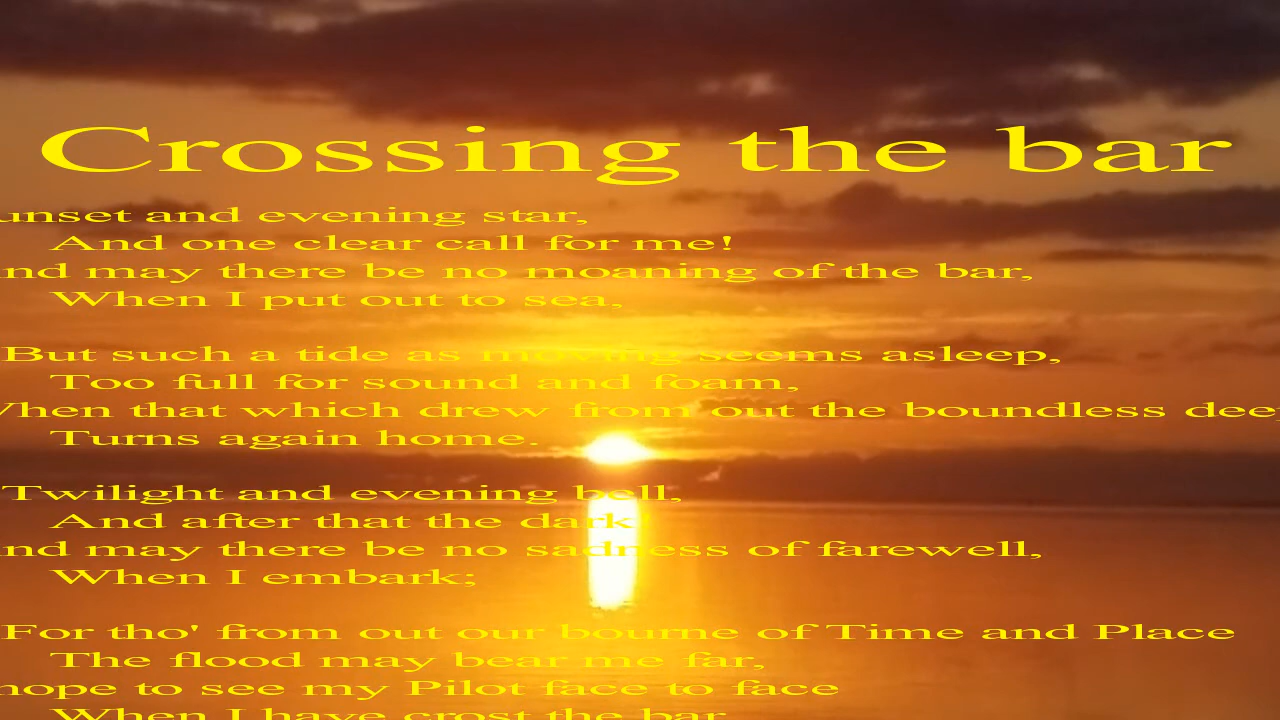 Crossing the bar
unset and evening star,
And one clear call for me!
nd may there be no moaning of the bar,
When I put out to sea,
But such a tide as moving seems asleep,
Too full for sound and foam,
When that which drew from out the boundless deep
Turns again home.
Twilight and evening bell,
And after that the dark
nd may there be no sadness of farewell,
When I embark;
For tho' from out our bourne of Time and Place
The flood may bear me far,
hope to see my Pilot face to face
When I have crost the bar